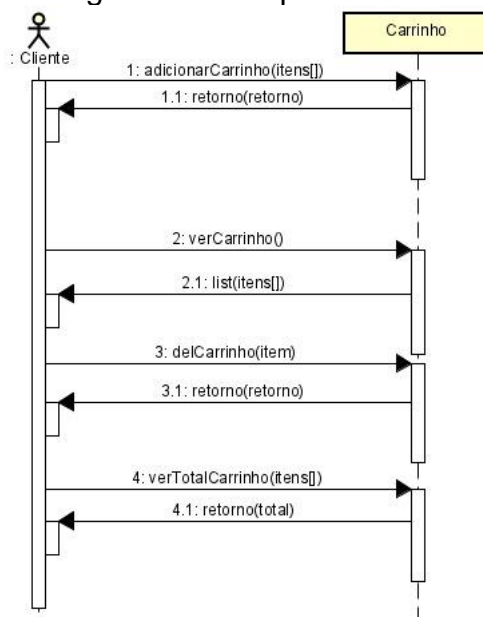 : Cliente
Carrinho
1: adicionarCarrinho(itens[])
1.1: retorno(retorno)
2: verCarrinho()
2.1: list(itens[])
3: delCarrinho(item)
3.1: retorno(retorno)
4: verTotalCarrinho(itens[])
4.1: retorno(total)